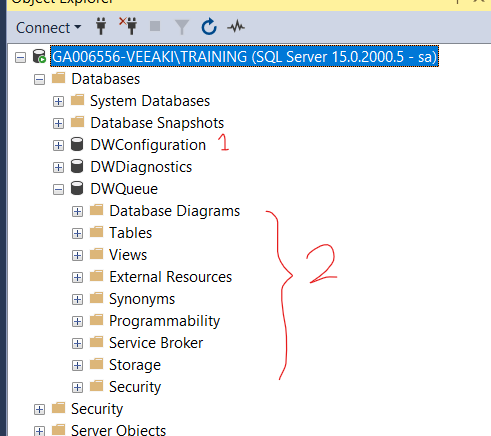 Object Explorer
Connect
GA006556-VEEAKI\TRAINING (SQL Server 15.0.2000.5 - sa)
Databases
System Databases
Database Snapshots
DWConfiguration 1
DWDiagnostics
DWQueue
Database Diagrams
Tables
Views
External Resources 2
Synonyms
Programmability
Service Broker
Storage
Security
Security
Server Objects